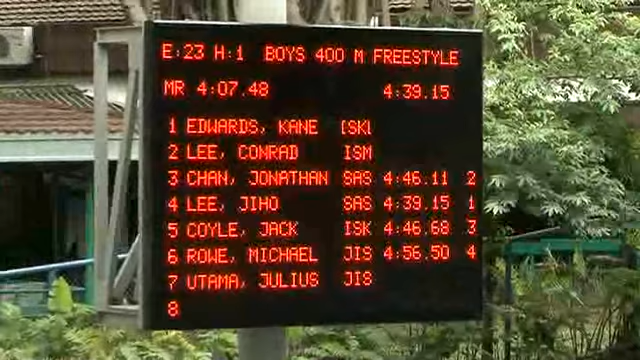 E:23 H:1 BOYS 400 M FREESTYLE
MR 4:07.48 4:39.15
1 EDWARDS, KANE ISK
2 LEE, CONRAD ISM
3 CHAN, JONATHAN SAS 4:46.11 2
4 LEE, JIHO SAS 4:39.15 1
5 COYLE, JACK ISK 4:46.68 3
6 ROWE, MICHAEL JIS 4:56.50 4
7 UTAMA, JULIUS JIS
8